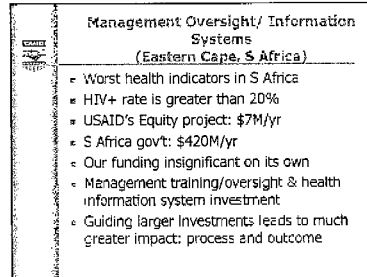 Management Oversight/ Information
Systems
(Eastern Cape, S Africa)
Worst health indicators in S Africa
HIV+ rate is greater than 20%
USAID's Equity project: $7M/yr
S Africa gov't: $420M/yr
Our funding insignificant on its own
Management training/oversight & health
information system investment
Guiding larger investments leads to much
greater impact: process and outcome